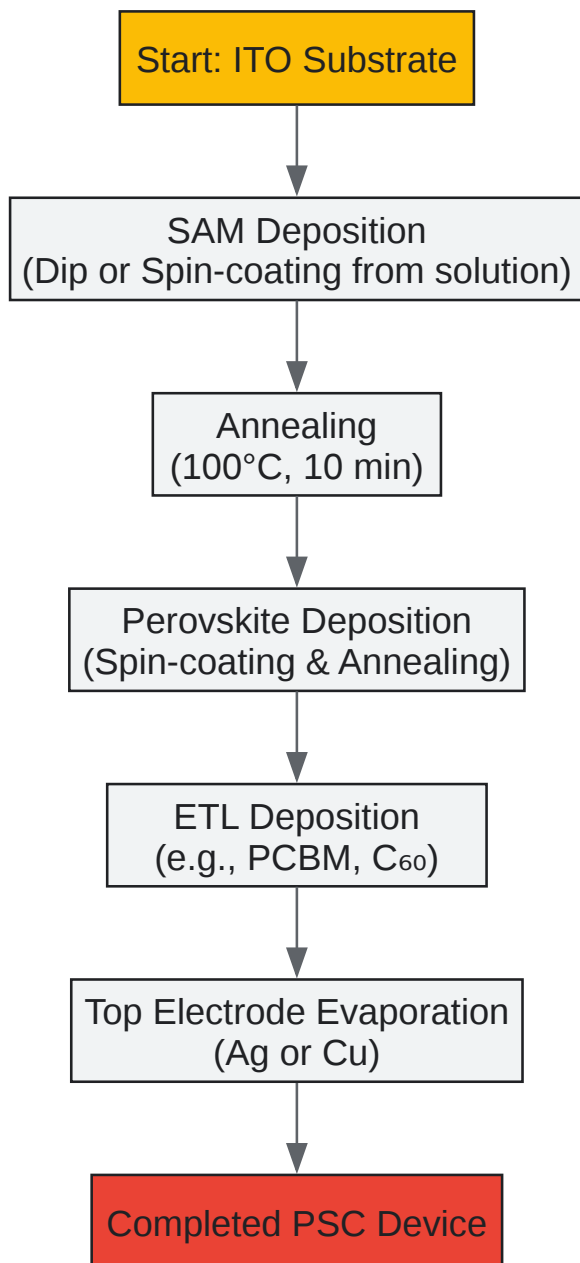 Start: ITO Substrate
SAM Deposition
(Dip or Spin-coating from solution)
Annealing
(100°C, 10 min)
Perovskite Deposition
(Spin-coating & Annealing)
ETL Deposition
(e.g., PCBM, C₆₀)
Top Electrode Evaporation
(Ag or Cu)
Completed PSC Device